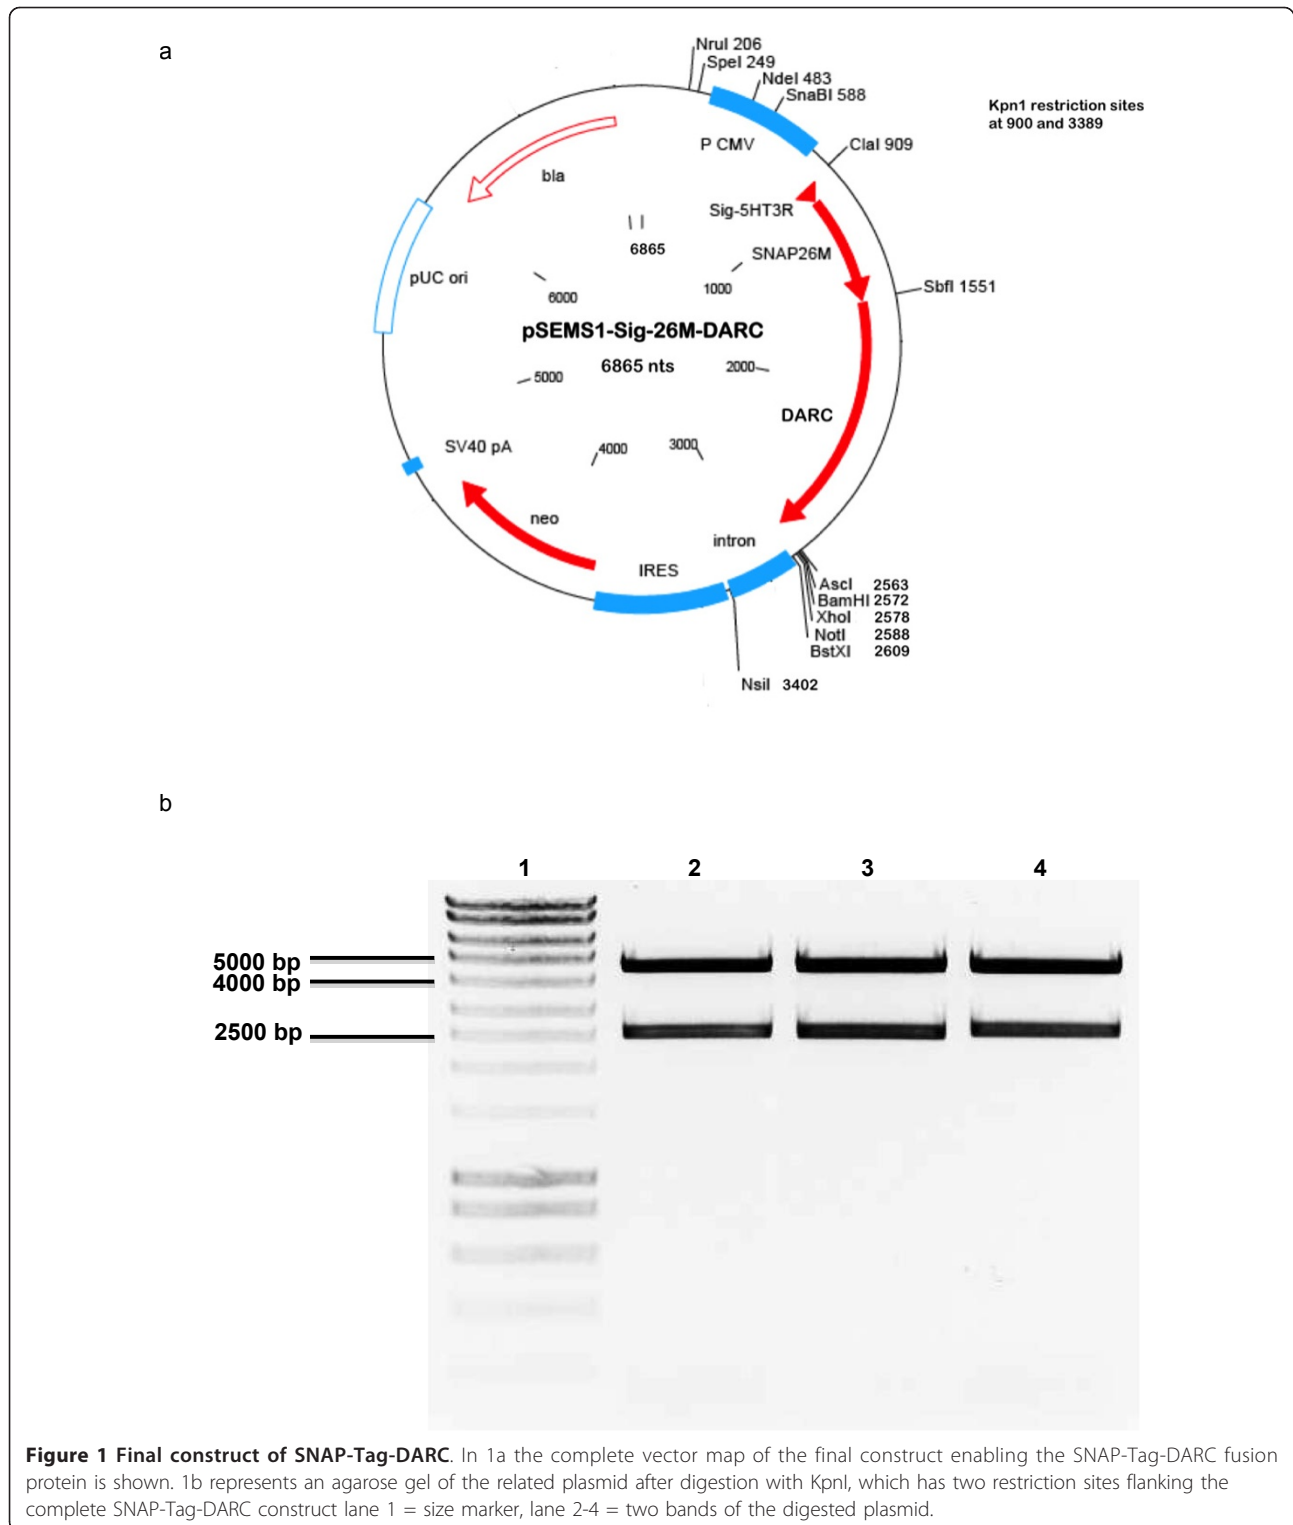 a
NruI 206
SpeI 249
NdeI 483
SnaBI 588
Kpn1 restriction sites
at 900 and 3389
P CMV
ClaI 909
bla
Sig-5HT3R
6865
SNAP26M
pUC ori
6000
1000
SbfI 1551
pSEMS1-Sig-26M-DARC
6865 nts
5000
2000
DARC
SV40 pA
4000
3000
neo
intron
IRES
AscI 2563
BamHI 2572
XhoI 2578
NotI 2588
BstXI 2609
NsiI 3402
b
1 2 3 4
5000 bp
4000 bp
2500 bp
Figure 1 Final construct of SNAP-Tag-DARC. In 1a the complete vector map of the final construct enabling the SNAP-Tag-DARC fusion
protein is shown. 1b represents an agarose gel of the related plasmid after digestion with KpnI, which has two restriction sites flanking the
complete SNAP-Tag-DARC construct lane 1 = size marker, lane 2-4 = two bands of the digested plasmid.